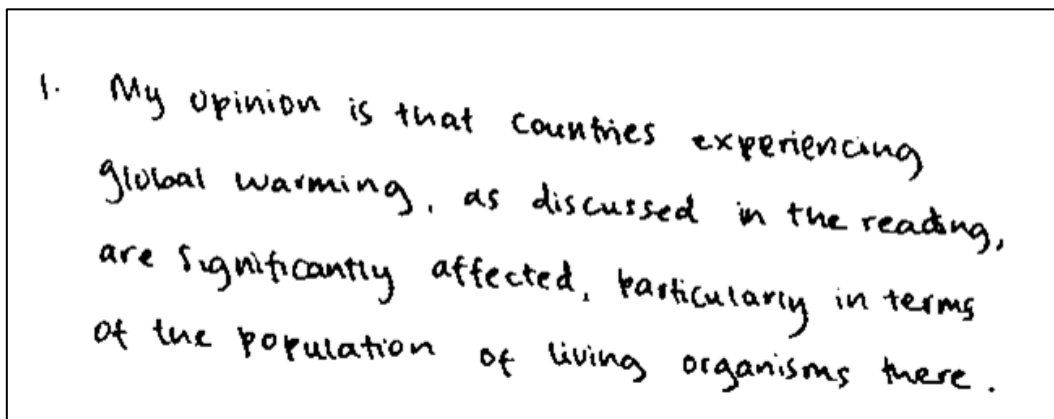 1. My opinion is that countries experiencing
global warming, as discussed in the reading,
are significantly affected, particularly in terms
of the population of living organisms there.